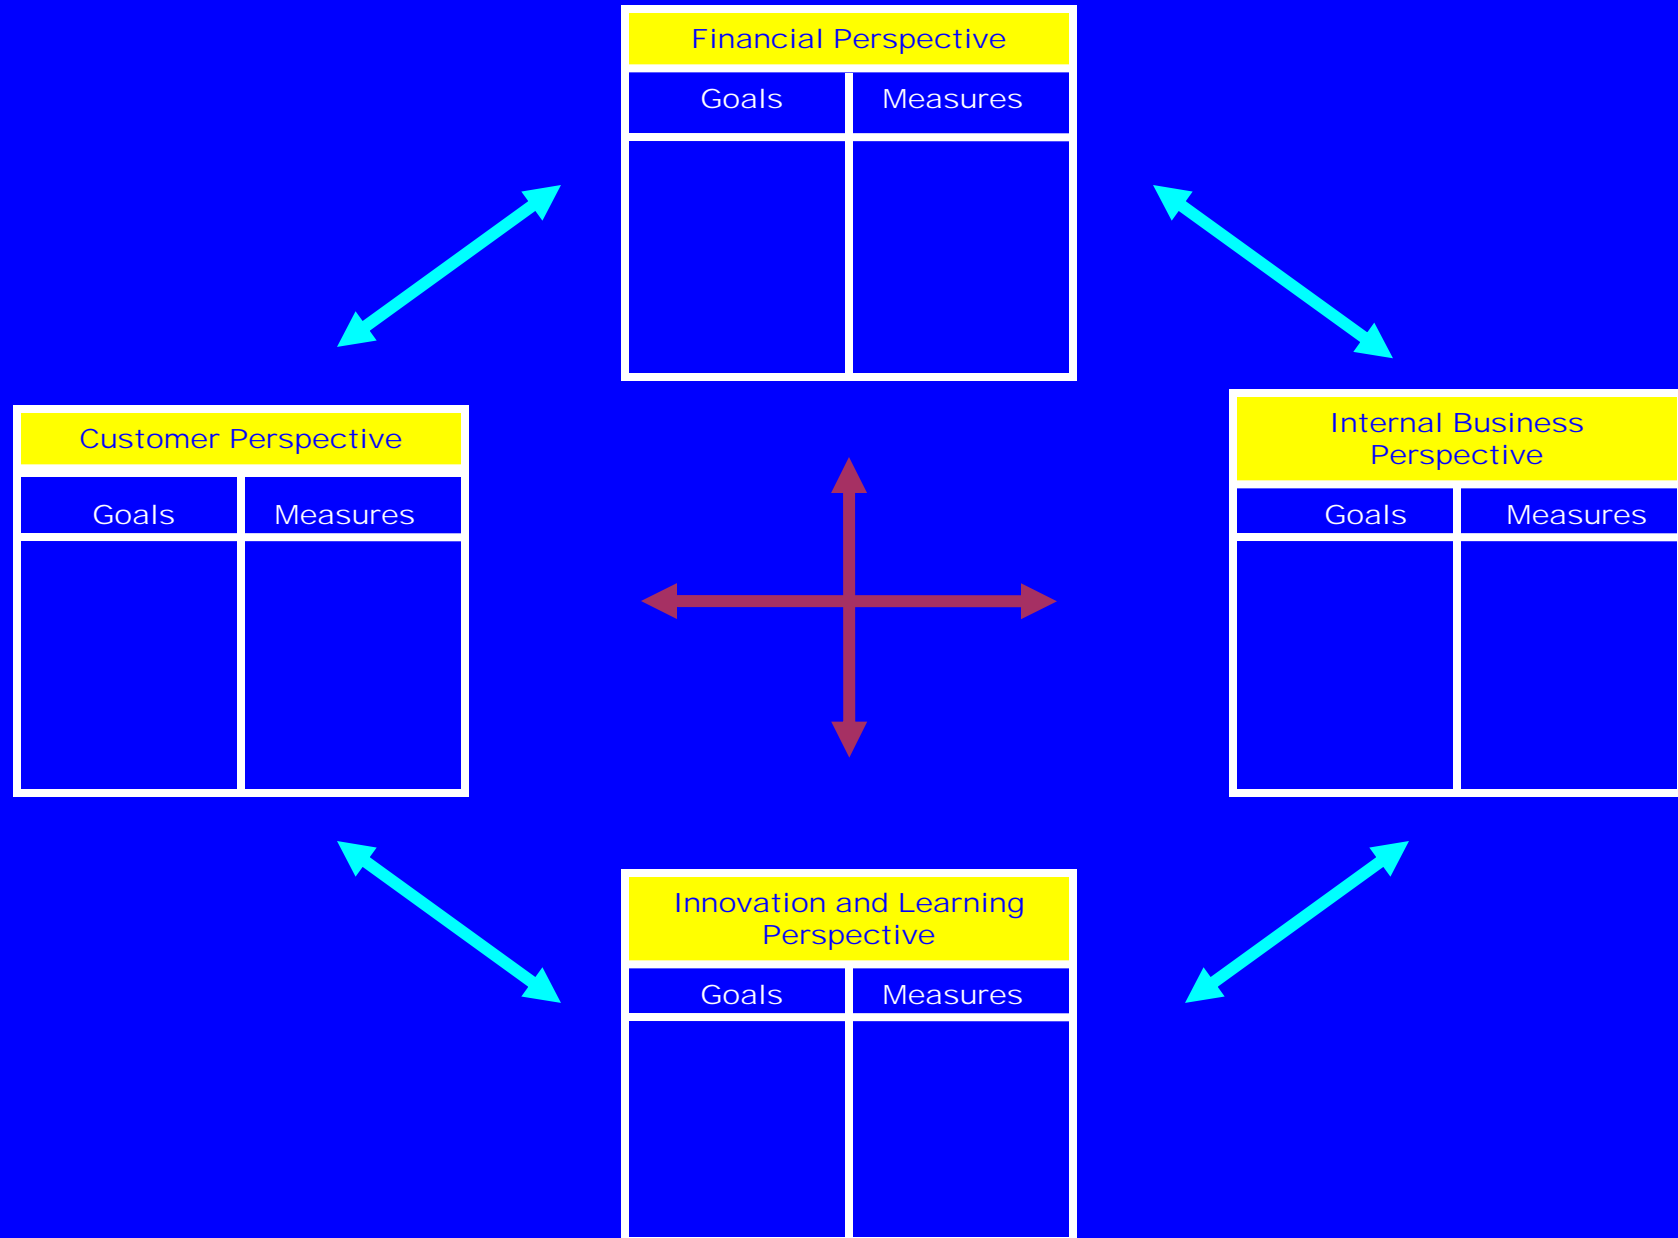 Financial Perspective
Goals Measures
Customer Perspective
Goals Measures
Internal Business
Perspective
Goals Measures
Innovation and Learning
Perspective
Goals Measures